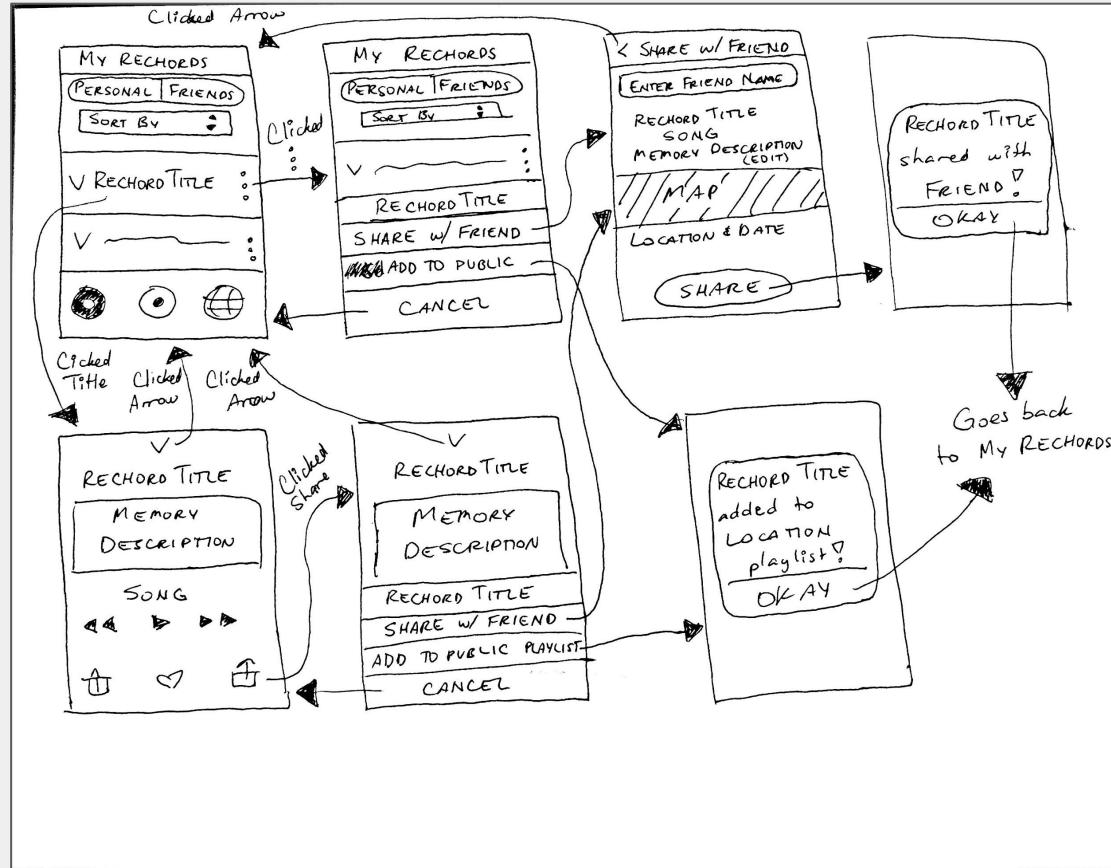 Clicked Arrow
MY RECHORDS
PERSONAL FRIENDS
SORT BY
V RECHORD TITLE
V
Clicked
MY RECHORDS
PERSONAL FRIENDS
SORT BY
V
RECHORD TITLE
SHARE W/ FRIEND
ADD TO PUBLIC
CANCEL
< SHARE W/ FRIEND
ENTER FRIEND NAME
RECHORD TITLE
SONG
MEMORY DESCRIPTION
(EDIT)
MAP
LOCATION & DATE
SHARE
RECHORD TITLE
shared with
FRIEND!
OKAY
Goes back
to MY RECHORDS
Cicked
Title
Clicked
Arrow
Clicked
Arrow
V
RECHORD TITLE
MEMORY
DESCRIPTION
SONG
Clicked
Share
V
RECHORD TITLE
MEMORY
DESCRIPTION
RECHORD TITLE
SHARE W/ FRIEND
ADD TO PUBLIC PLAYLIST
CANCEL
RECHORD TITLE
added to
LOCATION
playlist!
OKAY